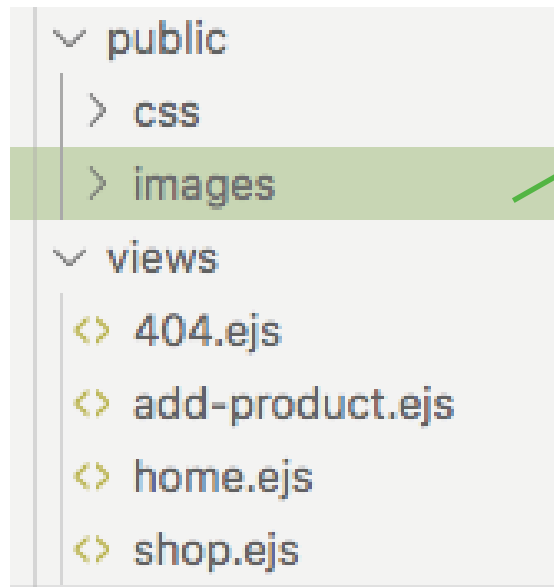 public
css
images
views
404.ejs
add-product.ejs
home.ejs
shop.ejs